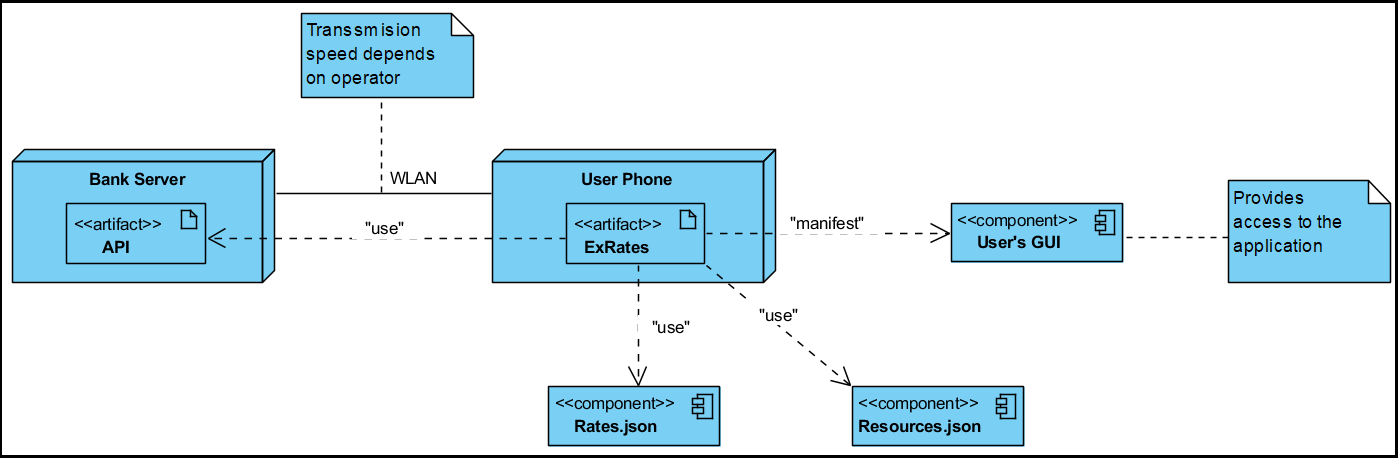 Transsmision
speed depends
on operator
Bank Server
WLAN
User Phone
<<artifact>>
API
"use"
<<artifact>>
ExRates
"manifest"
<<component>>
User's GUI
Provides
access to the
application
"use"
"use"
<<component>>
Rates.json
<<component>>
Resources.json